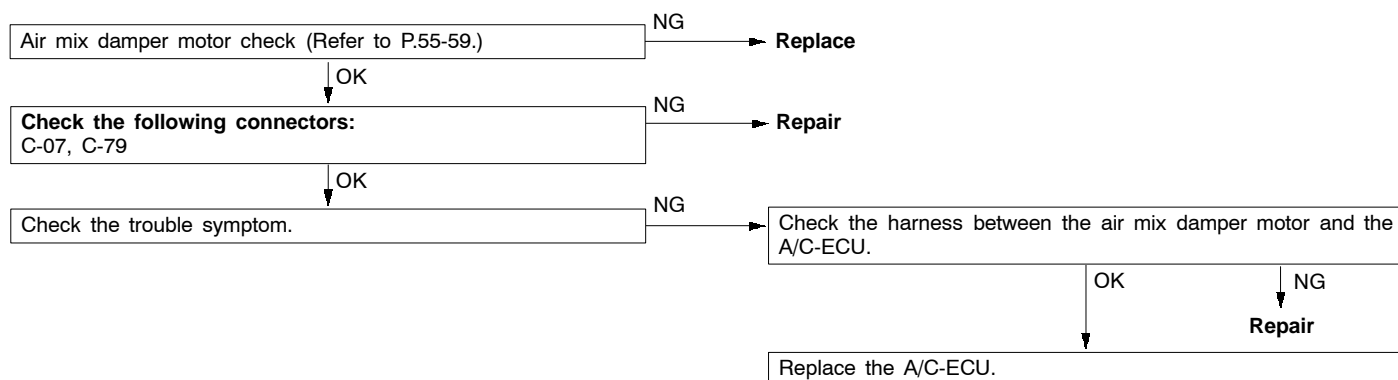 Air mix damper motor check (Refer to P.55-59.)
NG
Replace
OK
Check the following connectors:
C-07, C-79
NG
Repair
OK
Check the trouble symptom.
NG
Check the harness between the air mix damper motor and the
A/C-ECU.
OK
NG
Repair
Replace the A/C-ECU.